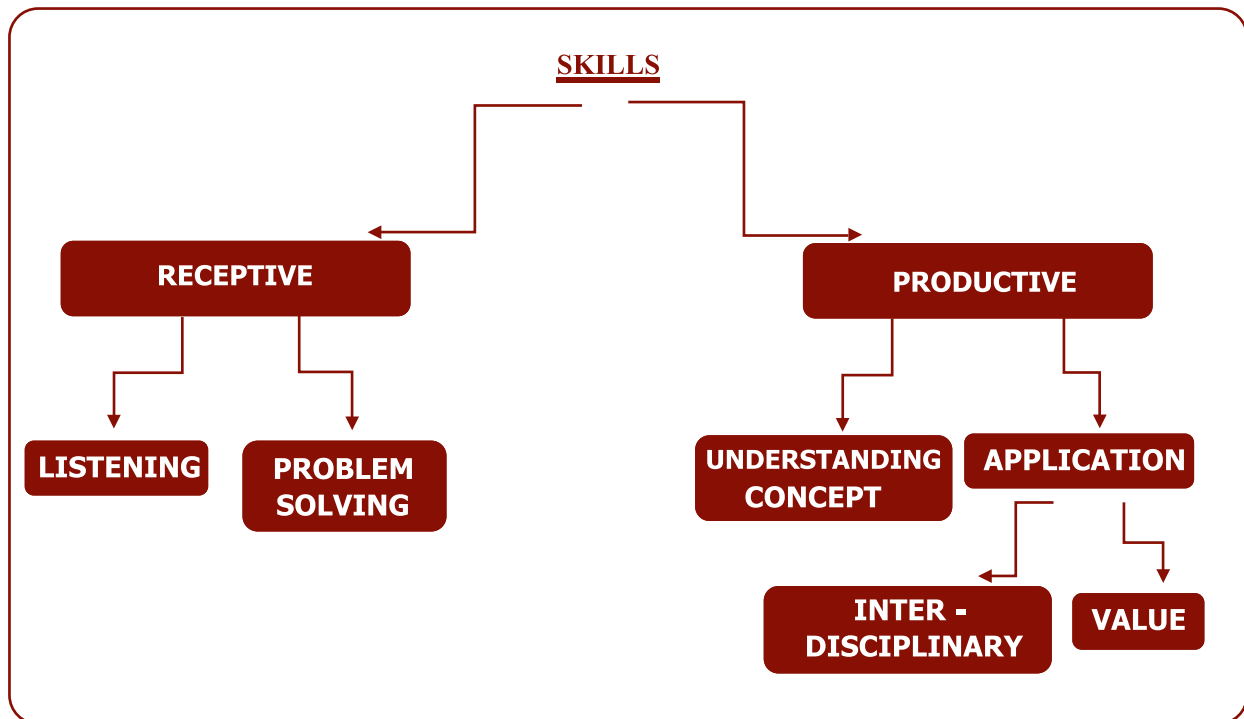 SKILLS
RECEPTIVE
PRODUCTIVE
LISTENING
PROBLEM
SOLVING
UNDERSTANDING
CONCEPT
APPLICATION
INTER -
DISCIPLINARY
VALUE